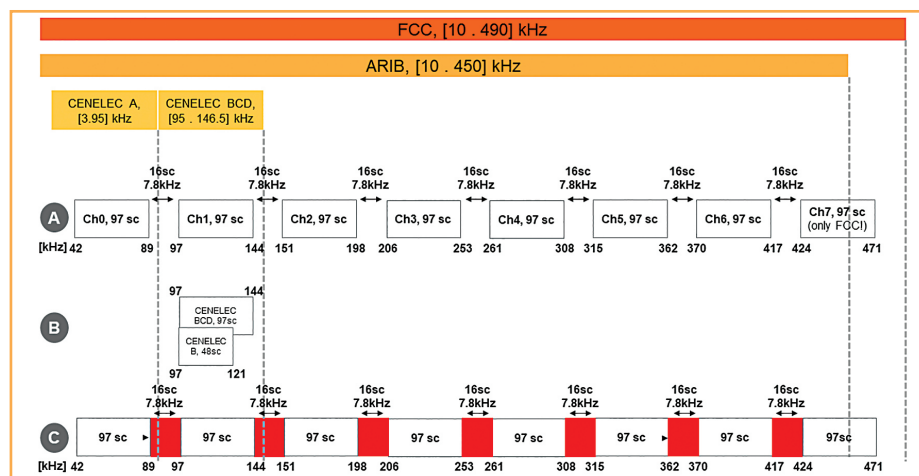 FCC, [10 . 490] kHz
ARIB, [10 . 450] kHz
CENELEC A, CENELEC BCD,
[3.95] kHz [95 . 146.5] kHz
16sc 16sc 16sc 16sc 16sc 16sc 16sc
7.8kHz 7.8kHz 7.8kHz 7.8kHz 7.8kHz 7.8kHz 7.8kHz
A Ch0, 97 sc Ch1, 97 sc Ch2, 97 sc Ch3, 97 sc Ch4, 97 sc Ch5, 97 sc Ch6, 97 sc Ch7, 97 sc
(only FCC!)
[kHz] 42 89 97 144 151 198 206 253 261 308 315 362 370 417 424 471
97 144
B CENELEC
BCD, 97sc
CENELEC
B, 48sc
97 121
16sc 16sc 16sc 16sc 16sc 16sc 16sc
7.8kHz 7.8kHz 7.8kHz 7.8kHz 7.8kHz 7.8kHz 7.8kHz
C 97 sc 97 sc 97 sc 97 sc 97 sc 97 sc 97 sc 97sc
[kHz] 42 89 97 144 151 198 206 253 261 308 315 362 370 417 424 471